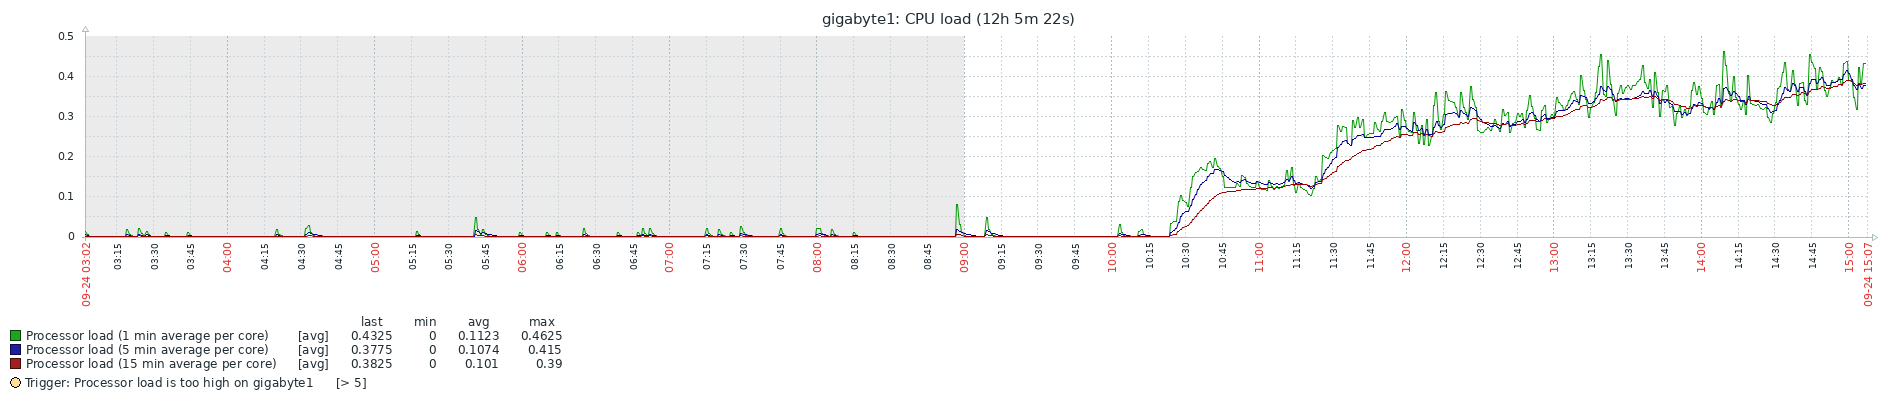 gigabyte1: CPU load (12h 5m 22s)
0.5
0.4
0.3
0.2
0.1
0
09-24 03:02 03:15 03:30 03:45 04:00 04:15 04:30 04:45 05:00 05:15 05:30 05:45 06:00 06:15 06:30 06:45 07:00 07:15 07:30 07:45 08:00 08:15 08:30 08:45 09:00 09:15 09:30 09:45 10:00 10:15 10:30 10:45 11:00 11:15 11:30 11:45 12:00 12:15 12:30 12:45 13:00 13:15 13:30 13:45 14:00 14:15 14:30 14:45 15:00 09-24 15:07
last min avg max
Processor load (1 min average per core) [avg] 0.4325 0 0.1123 0.4625
Processor load (5 min average per core) [avg] 0.3775 0 0.1074 0.415
Processor load (15 min average per core) [avg] 0.3825 0 0.101 0.39
Trigger: Processor load is too high on gigabyte1 [> 5]